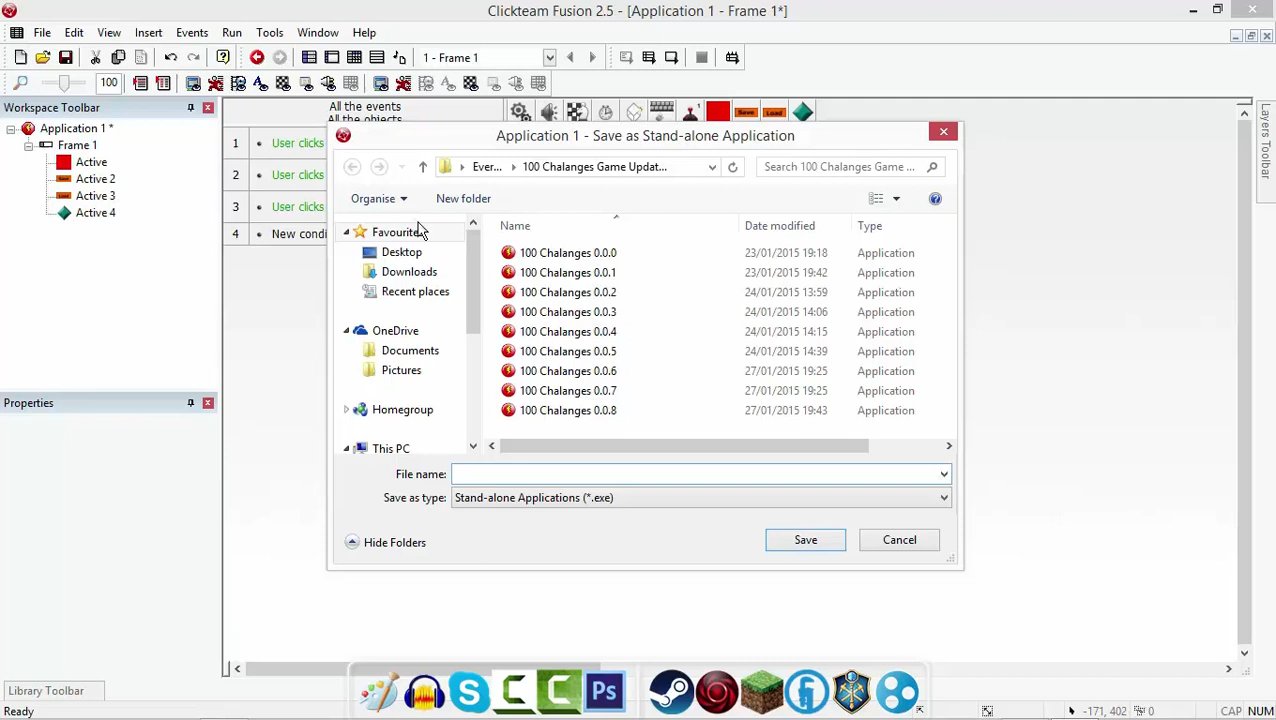 Clickteam Fusion 2.5 - [Application 1 - Frame 1*]
File Edit View Insert Events Run Tools Window Help
1 - Frame 1
100
Workspace Toolbar
Application 1 *
Frame 1
Active
Active 2
Active 3
Active 4
All the events
All the objects
Save Load
1 User clicks
2 User clicks
3 User clicks
4 New condi
Layers Toolbar
Application 1 - Save as Stand-alone Application
Ever... 100 Chalanges Game Updat...
Search 100 Chalanges Game ...
Organise New folder
Favourites
Desktop
Downloads
Recent places
OneDrive
Documents
Pictures
Homegroup
This PC
Name Date modified Type
100 Chalanges 0.0.0 23/01/2015 19:18 Application
100 Chalanges 0.0.1 23/01/2015 19:42 Application
100 Chalanges 0.0.2 24/01/2015 13:59 Application
100 Chalanges 0.0.3 24/01/2015 14:06 Application
100 Chalanges 0.0.4 24/01/2015 14:15 Application
100 Chalanges 0.0.5 24/01/2015 14:39 Application
100 Chalanges 0.0.6 27/01/2015 19:25 Application
100 Chalanges 0.0.7 27/01/2015 19:25 Application
100 Chalanges 0.0.8 27/01/2015 19:43 Application
File name:
Save as type: Stand-alone Applications (*.exe)
Hide Folders Save Cancel
Properties
Library Toolbar
Ps
Ready
-171, 402 0 CAP NUM